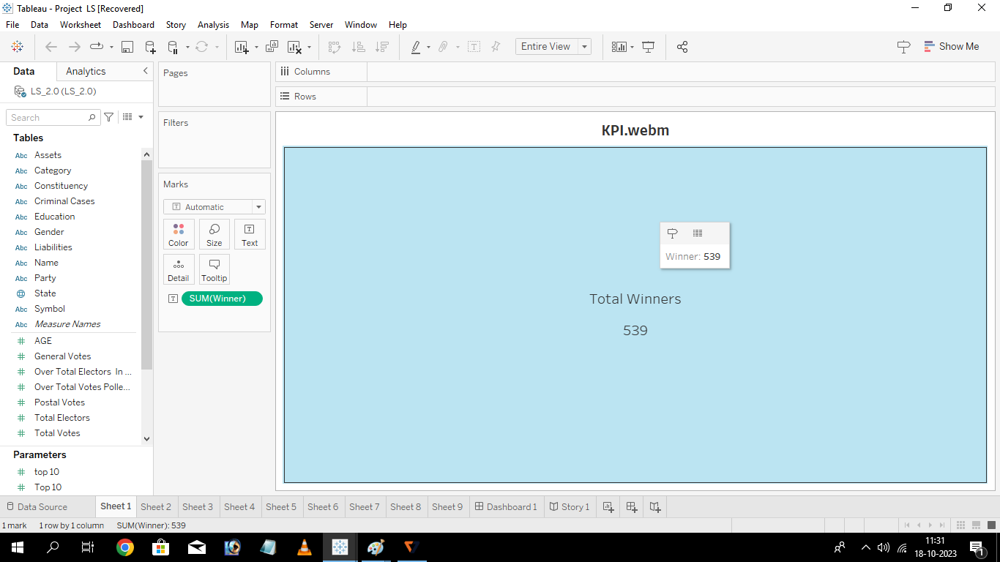 Tableau - Project  LS [Recovered]
File Data Worksheet Dashboard Story Analysis Map Format Server Window Help
Entire View
Show Me
Data Analytics
LS_2.0 (LS_2.0)
Search
Tables
Abc Assets
Abc Category
Abc Constituency
Abc Criminal Cases
Abc Education
Abc Gender
Abc Liabilities
Abc Name
Abc Party
State
Abc Symbol
Abc Measure Names
AGE
General Votes
Over Total Electors  In ...
Over Total Votes Polle...
Postal Votes
Total Electors
Total Votes
Parameters
top 10
Top 10
Pages
Filters
Marks
T Automatic
Color Size Text
Detail Tooltip
T SUM(Winner)
Columns
Rows
KPI.webm
Winner: 539
Total Winners
539
Data Source Sheet 1 Sheet 2 Sheet 3 Sheet 4 Sheet 5 Sheet 6 Sheet 7 Sheet 8 Sheet 9 Dashboard 1 Story 1
1 mark 1 row by 1 column SUM(Winner): 539
11:31
18-10-2023
1